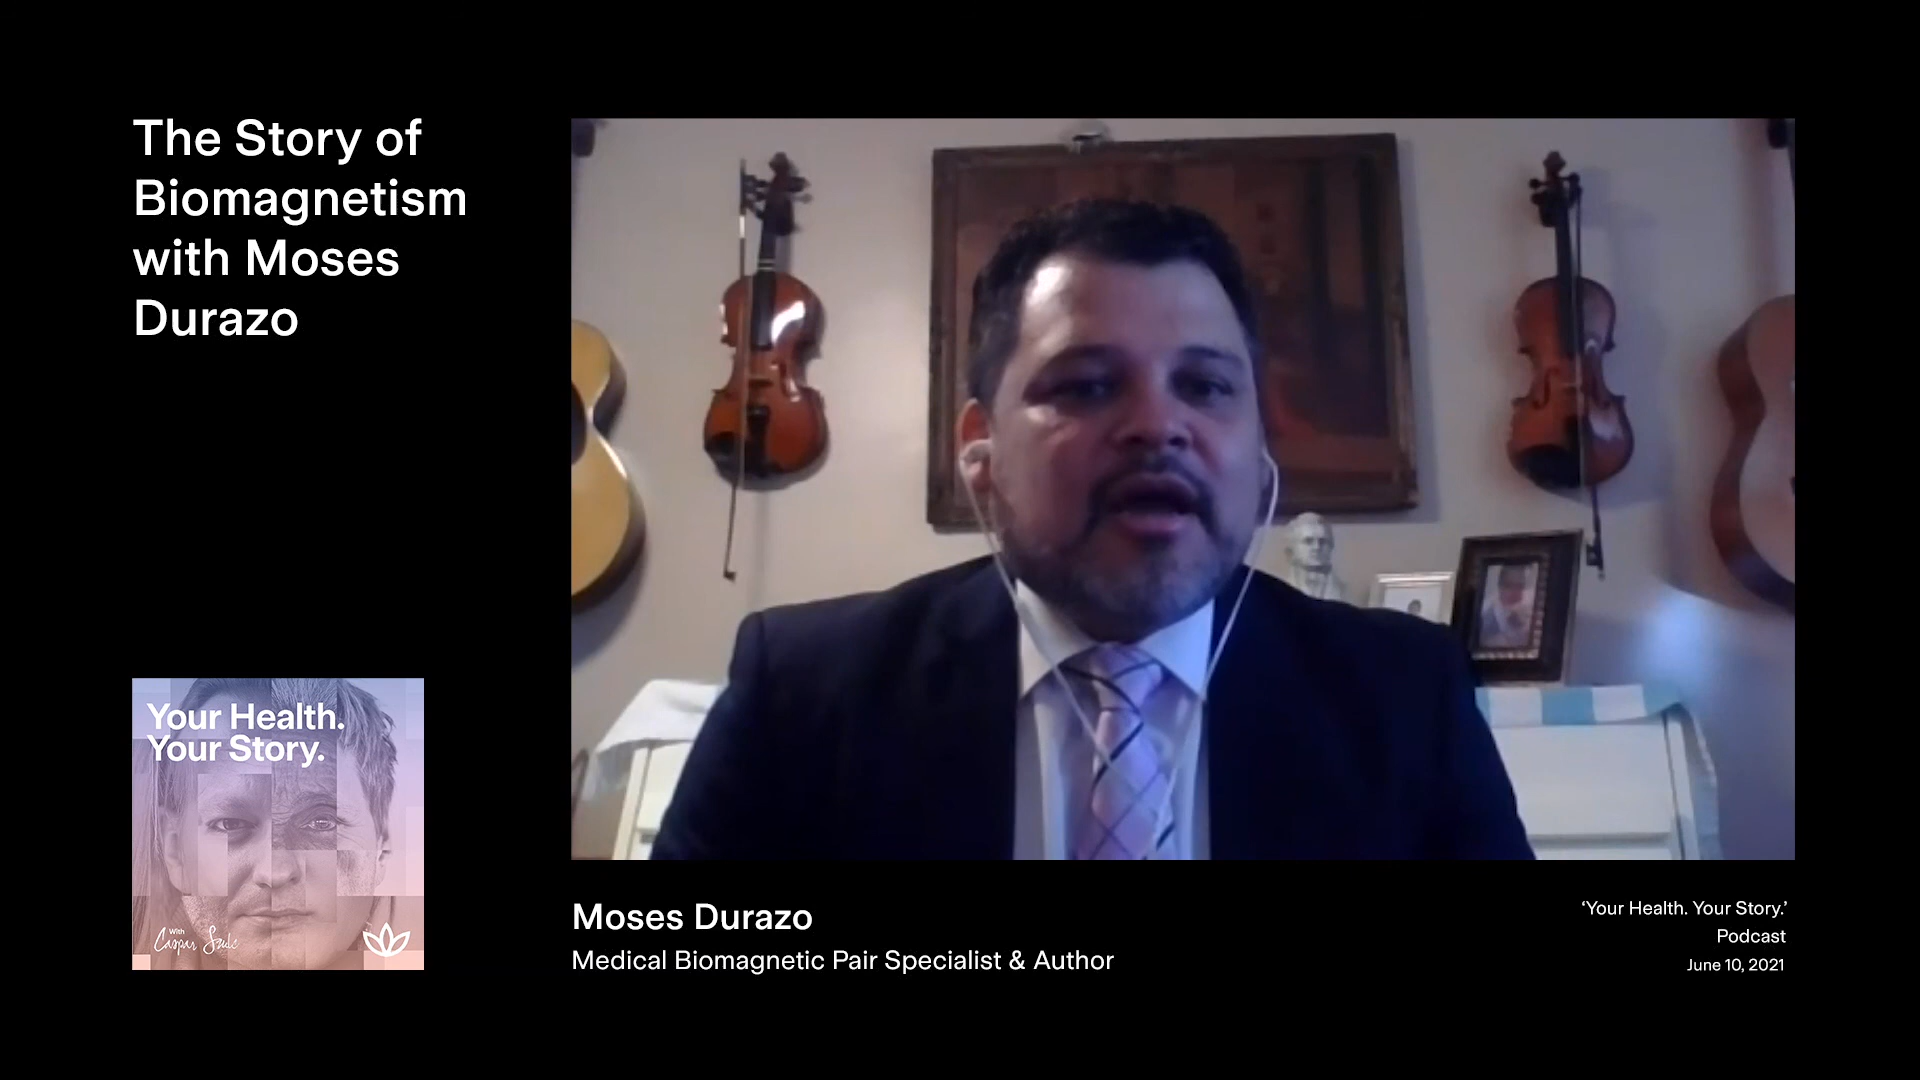 The Story of
Biomagnetism
with Moses
Durazo
Your Health.
Your Story.
With
Moses Durazo
Medical Biomagnetic Pair Specialist & Author
‘Your Health. Your Story.’
Podcast
June 10, 2021